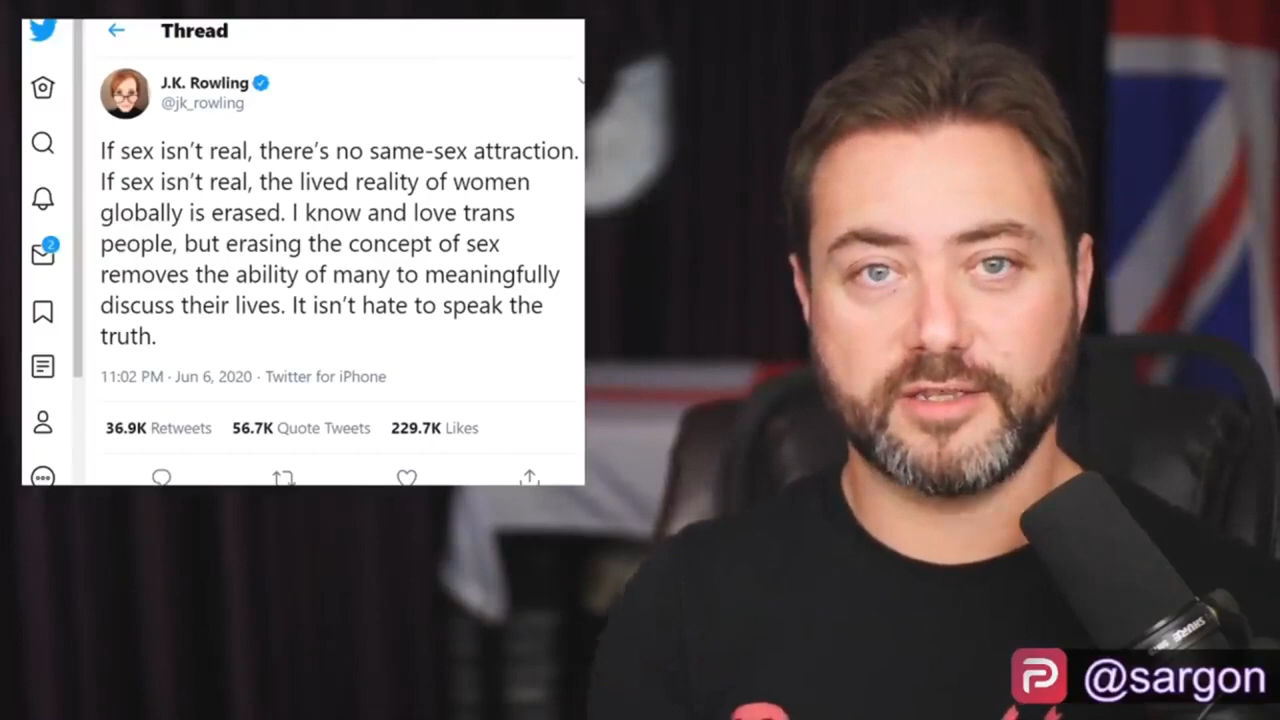 Thread
J.K. Rowling
@jk_rowling
If sex isn't real, there's no same-sex attraction.
If sex isn't real, the lived reality of women
globally is erased. I know and love trans
people, but erasing the concept of sex
removes the ability of many to meaningfully
discuss their lives. It isn't hate to speak the
truth.
2
11:02 PM · Jun 6, 2020 · Twitter for iPhone
36.9K Retweets 56.7K Quote Tweets 229.7K Likes
SHURE
@sargon